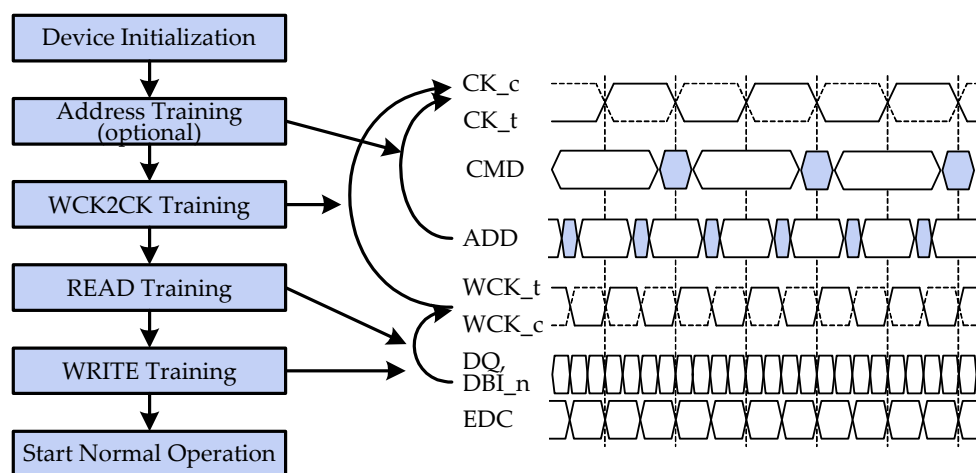 Device Initialization
Address Training
(optional)
WCK2CK Training
READ Training
WRITE Training
Start Normal Operation
CK_c
CK_t
CMD
ADD
WCK_t
WCK_c
DQ,
DBI_n
EDC